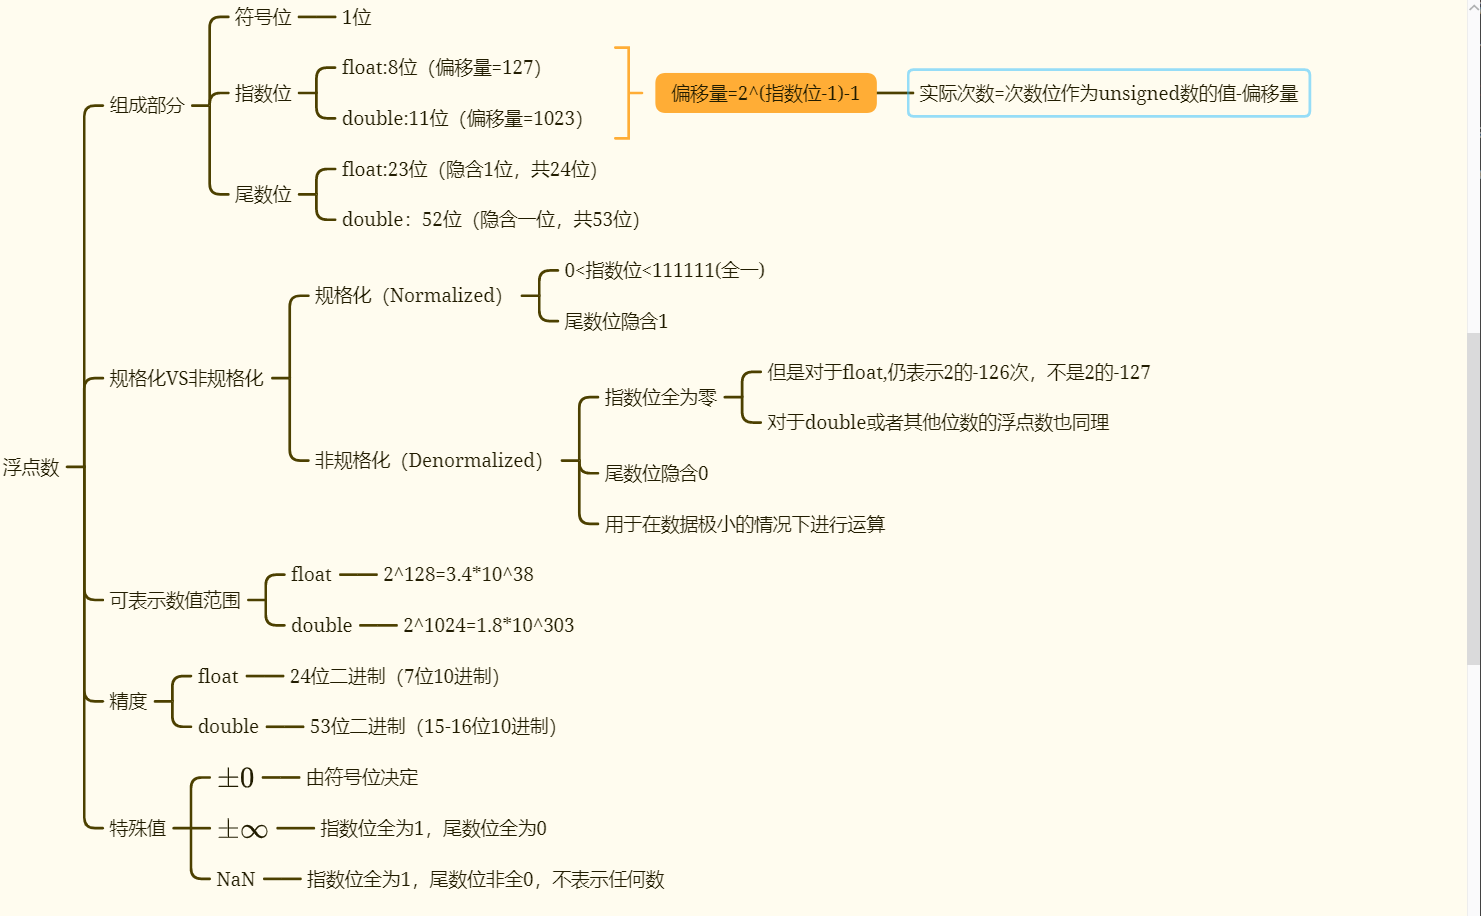 浮点数
组成部分
符号位
1位
指数位
float:8位（偏移量=127）
double:11位（偏移量=1023）
偏移量=2^(指数位-1)-1
实际次数=次数位作为unsigned数的值-偏移量
尾数位
float:23位（隐含1位，共24位）
double：52位（隐含一位，共53位）
规格化VS非规格化
规格化（Normalized）
0<指数位<111111(全一)
尾数位隐含1
非规格化（Denormalized）
指数位全为零
但是对于float,仍表示2的-126次，不是2的-127
对于double或者其他位数的浮点数也同理
尾数位隐含0
用于在数据极小的情况下进行运算
可表示数值范围
float
2^128=3.4*10^38
double
2^1024=1.8*10^303
精度
float
24位二进制（7位10进制）
double
53位二进制（15-16位10进制）
特殊值
±0
由符号位决定
±∞
指数位全为1，尾数位全为0
NaN
指数位全为1，尾数位非全0，不表示任何数